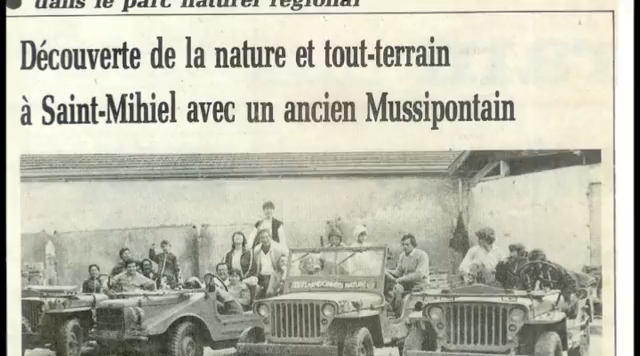 dans le parc naturel régional
Découverte de la nature et tout-terrain
à Saint-Mihiel avec un ancien Mussipontain